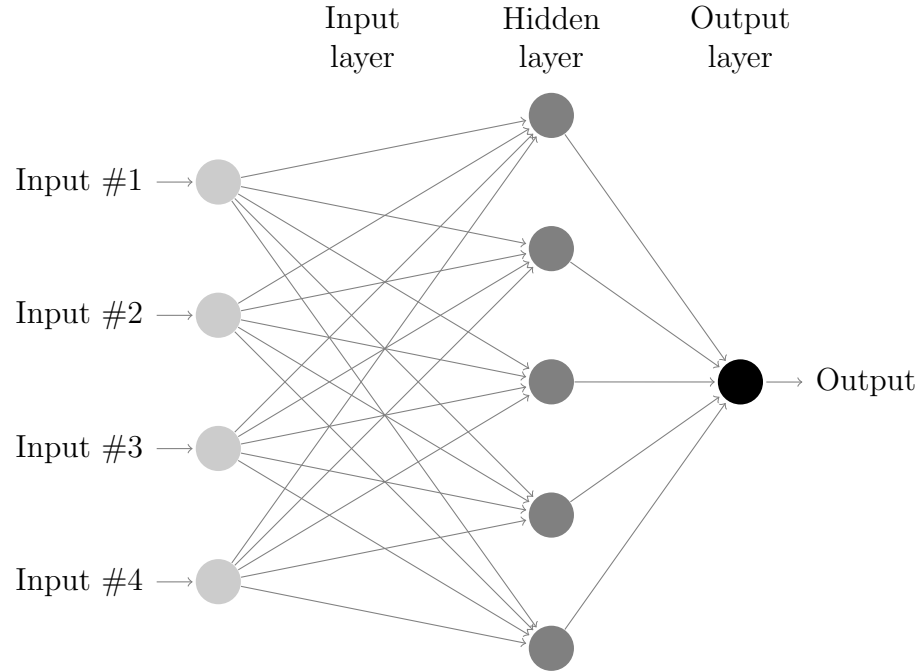 Input
layer
Hidden
layer
Output
layer
Input #1
Input #2
Input #3
Input #4
Output